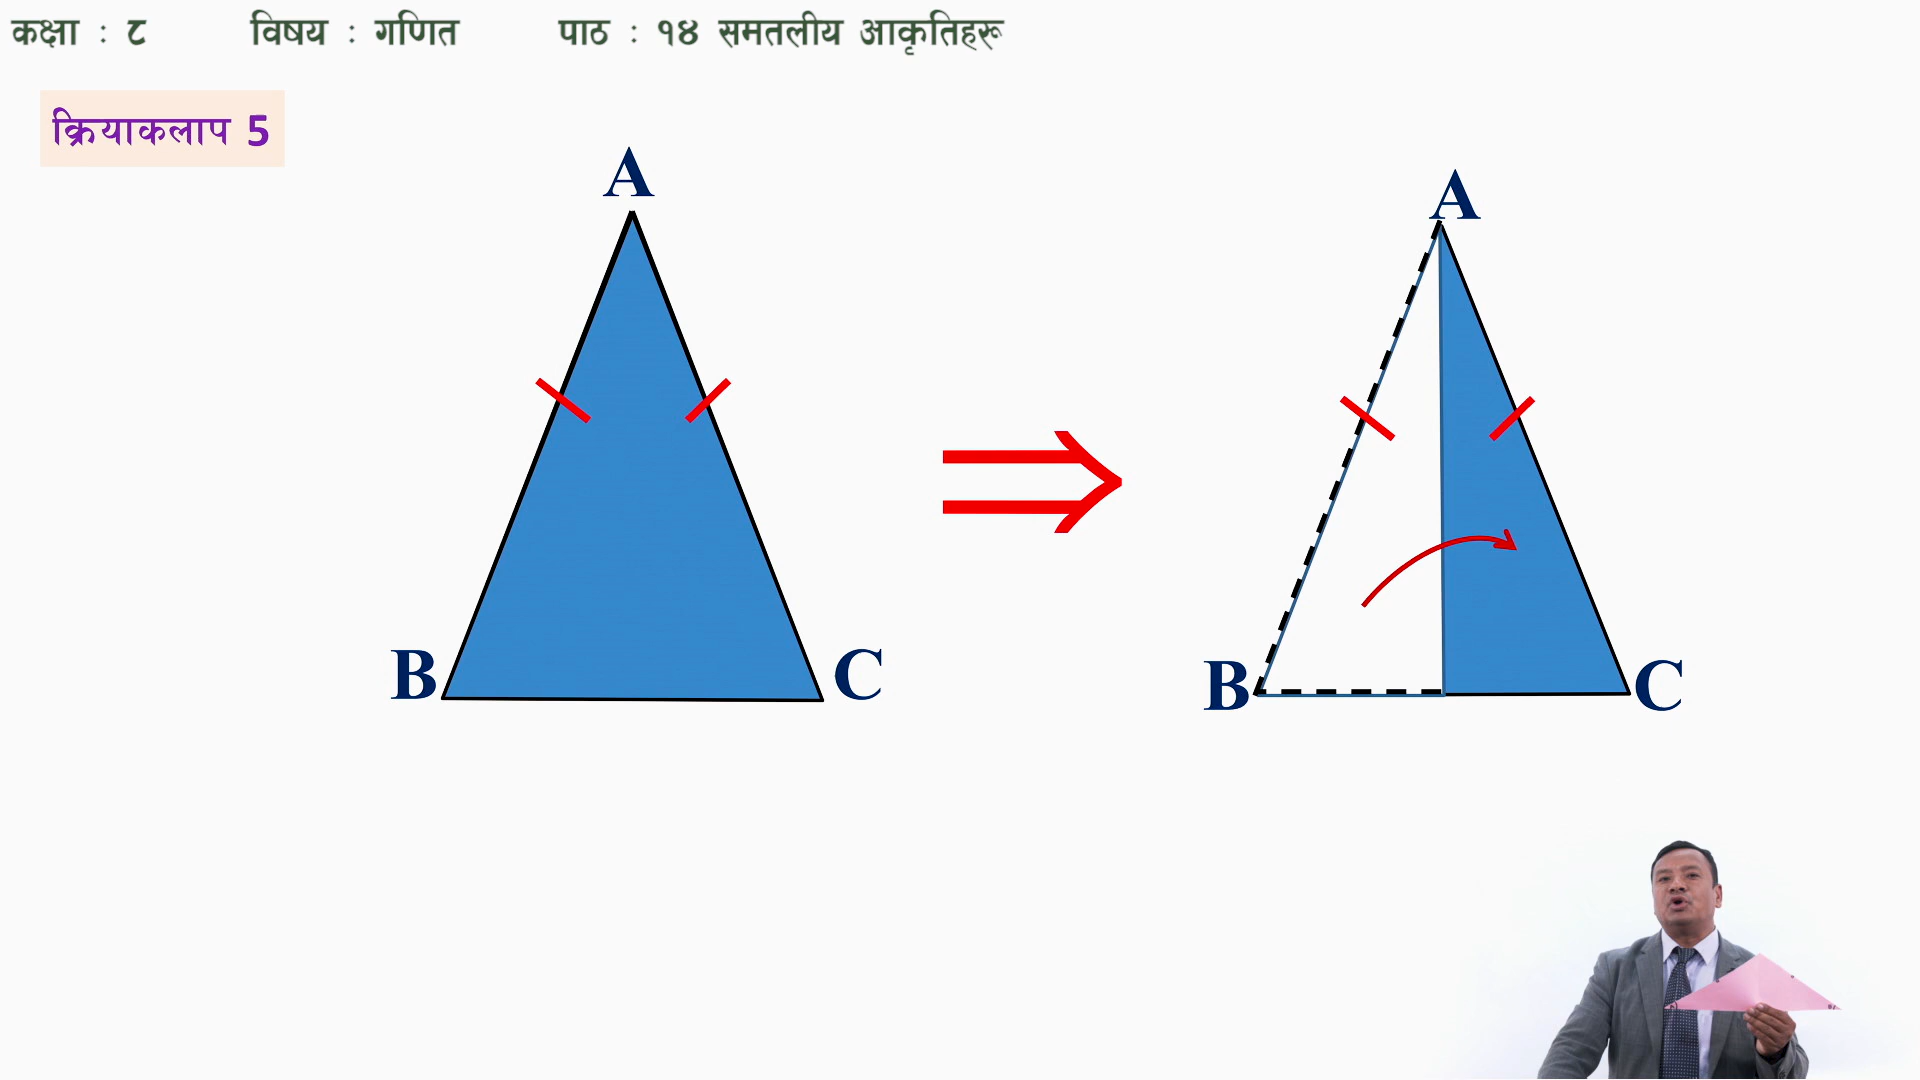 कक्षा : ८ विषय : गणित पाठ : १४ समतलीय आकृतिहरू
क्रियाकलाप 5
A
A
B
C
B
C